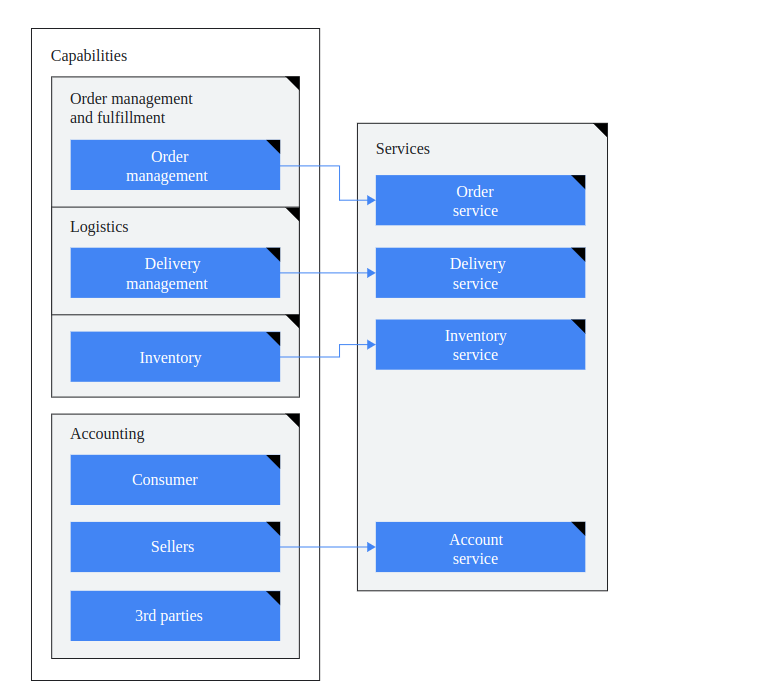 Capabilities
Order management
and fulfillment
Order
management
Logistics
Delivery
management
Inventory
Accounting
Consumer
Sellers
3rd parties
Services
Order
service
Delivery
service
Inventory
service
Account
service